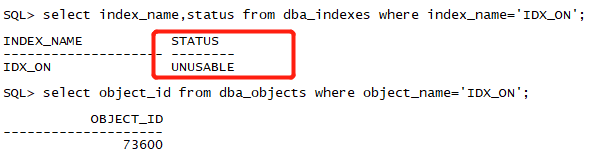 SQL> select index_name,status from dba_indexes where index_name='IDX_ON';
INDEX_NAME STATUS
-------------------- --------
IDX_ON UNUSABLE
SQL> select object_id from dba_objects where object_name='IDX_ON';
OBJECT_ID
--------------------
73600